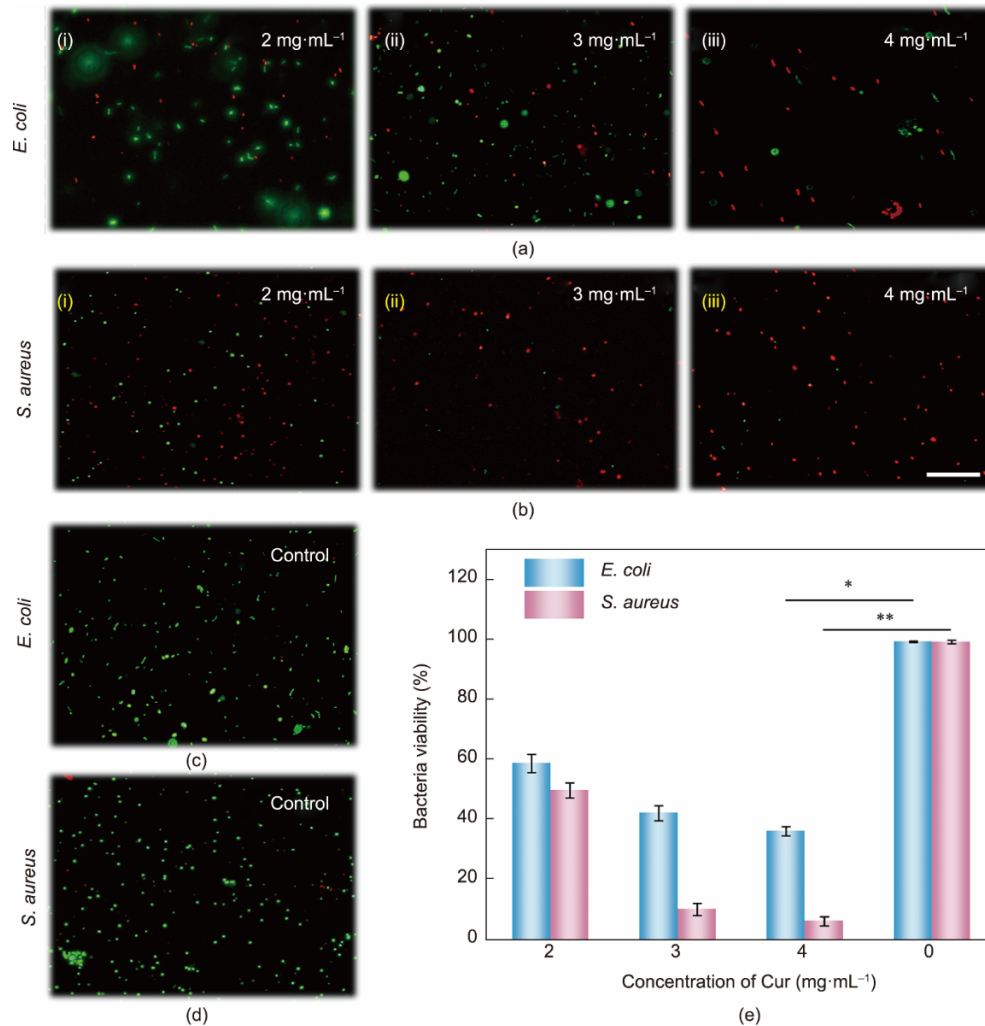 (i) 2 mg·mL⁻¹ (ii) 3 mg·mL⁻¹ (iii) 4 mg·mL⁻¹
E. coli
(a)
(i) 2 mg·mL⁻¹ (ii) 3 mg·mL⁻¹ (iii) 4 mg·mL⁻¹
S. aureus
(b)
Control
E. coli
(c)
Control
S. aureus
(d)
E. coli
S. aureus
*
**
120
100
80
60
40
20
0
Bacteria viability (%)
2 3 4 0
Concentration of Cur (mg·mL⁻¹)
(e)